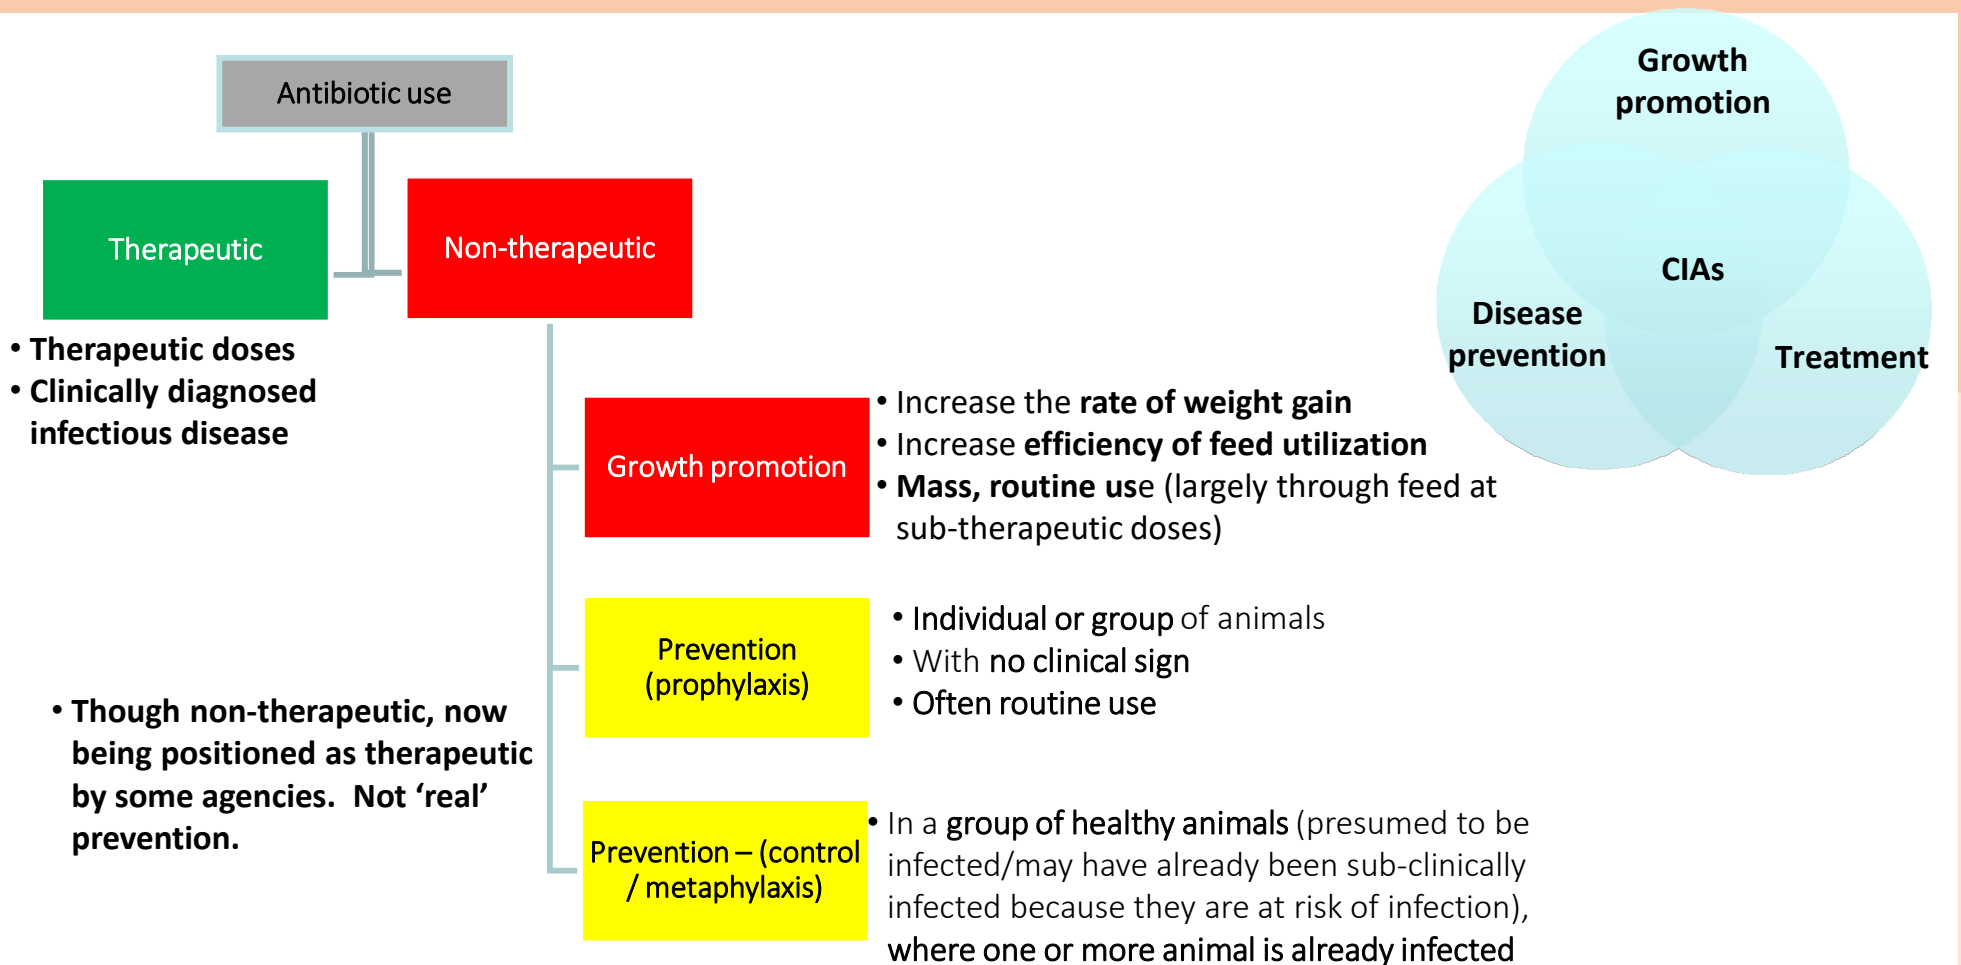 Antibiotic use
Therapeutic
Non-therapeutic
• Therapeutic doses
• Clinically diagnosed
infectious disease
Growth promotion
• Increase the rate of weight gain
• Increase efficiency of feed utilization
• Mass, routine use (largely through feed at
sub-therapeutic doses)
Prevention
(prophylaxis)
• Individual or group of animals
• With no clinical sign
• Often routine use
• Though non-therapeutic, now
being positioned as therapeutic
by some agencies.  Not ‘real’
prevention.
Prevention – (control
/ metaphylaxis)
• In a group of healthy animals (presumed to be
infected/may have already been sub-clinically
infected because they are at risk of infection),
where one or more animal is already infected
Growth
promotion
CIAs
Disease
prevention
Treatment